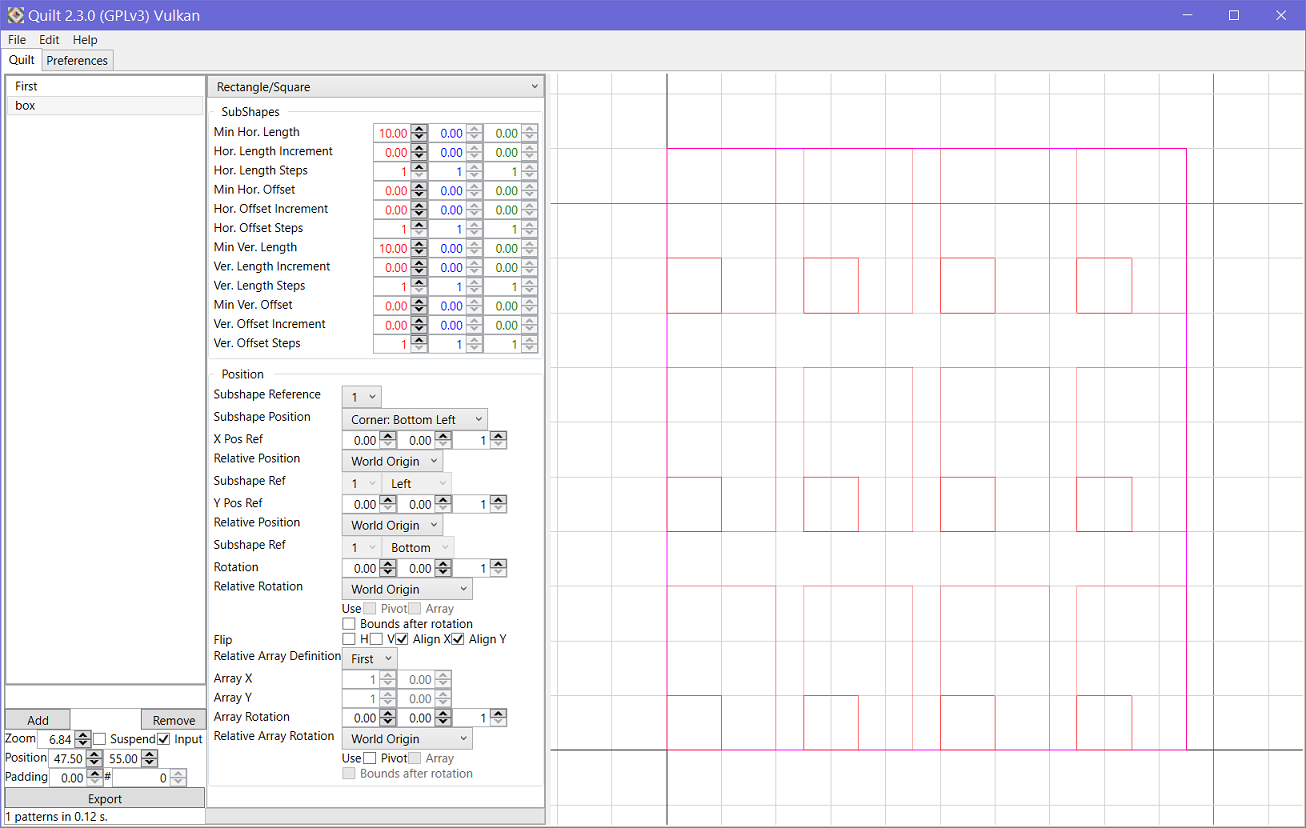 Quilt 2.3.0 (GPLv3) Vulkan
File Edit Help
Quilt Preferences
First
box
Rectangle/Square
SubShapes
Min Hor. Length 10.00 0.00 0.00
Hor. Length Increment 0.00 0.00 0.00
Hor. Length Steps 1 1 1
Min Hor. Offset 0.00 0.00 0.00
Hor. Offset Increment 0.00 0.00 0.00
Hor. Offset Steps 1 1 1
Min Ver. Length 10.00 0.00 0.00
Ver. Length Increment 0.00 0.00 0.00
Ver. Length Steps 1 1 1
Min Ver. Offset 0.00 0.00 0.00
Ver. Offset Increment 0.00 0.00 0.00
Ver. Offset Steps 1 1 1
Position
Subshape Reference 1
Subshape Position Corner: Bottom Left
X Pos Ref 0.00 0.00 1
Relative Position World Origin
Subshape Ref 1 Left
Y Pos Ref 0.00 0.00 1
Relative Position World Origin
Subshape Ref 1 Bottom
Rotation 0.00 0.00 1
Relative Rotation World Origin
Use Pivot Array
Bounds after rotation
Flip H V Align X Align Y
Relative Array Definition First
Array X 1 0.00
Array Y 1 0.00
Array Rotation 0.00 0.00 1
Relative Array Rotation World Origin
Use Pivot Array
Bounds after rotation
Add Remove
Zoom 6.84 Suspend Input
Position 47.50 55.00
Padding 0.00 # 0
Export
1 patterns in 0.12 s.